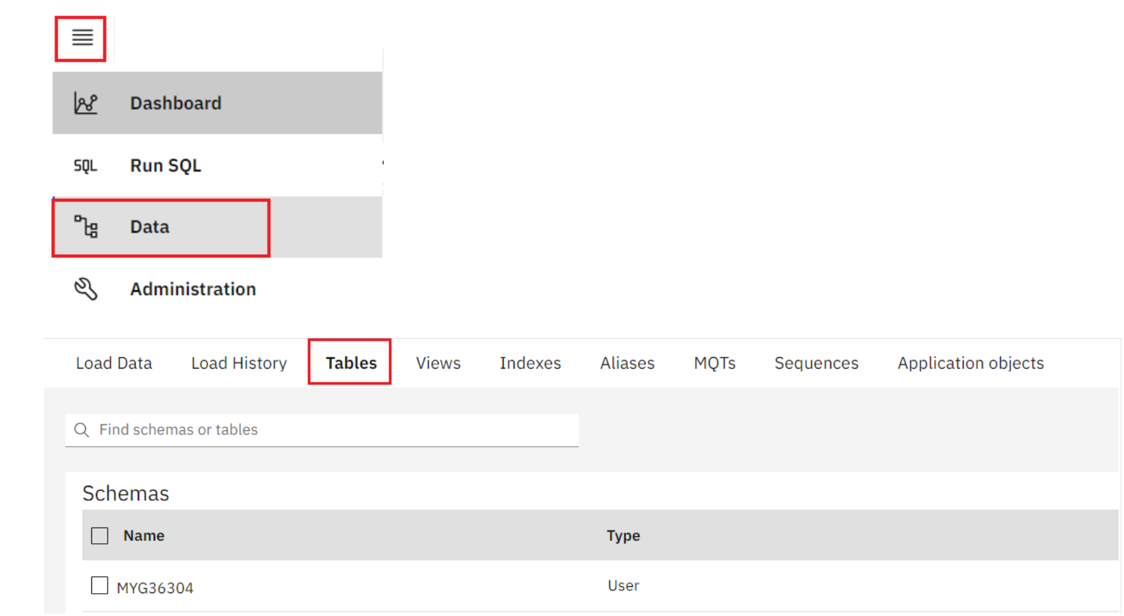 Dashboard
SQL Run SQL
Data
Administration
Load Data Load History Tables Views Indexes Aliases MQTs Sequences Application objects
Find schemas or tables
Schemas
Name Type
MYG36304 User